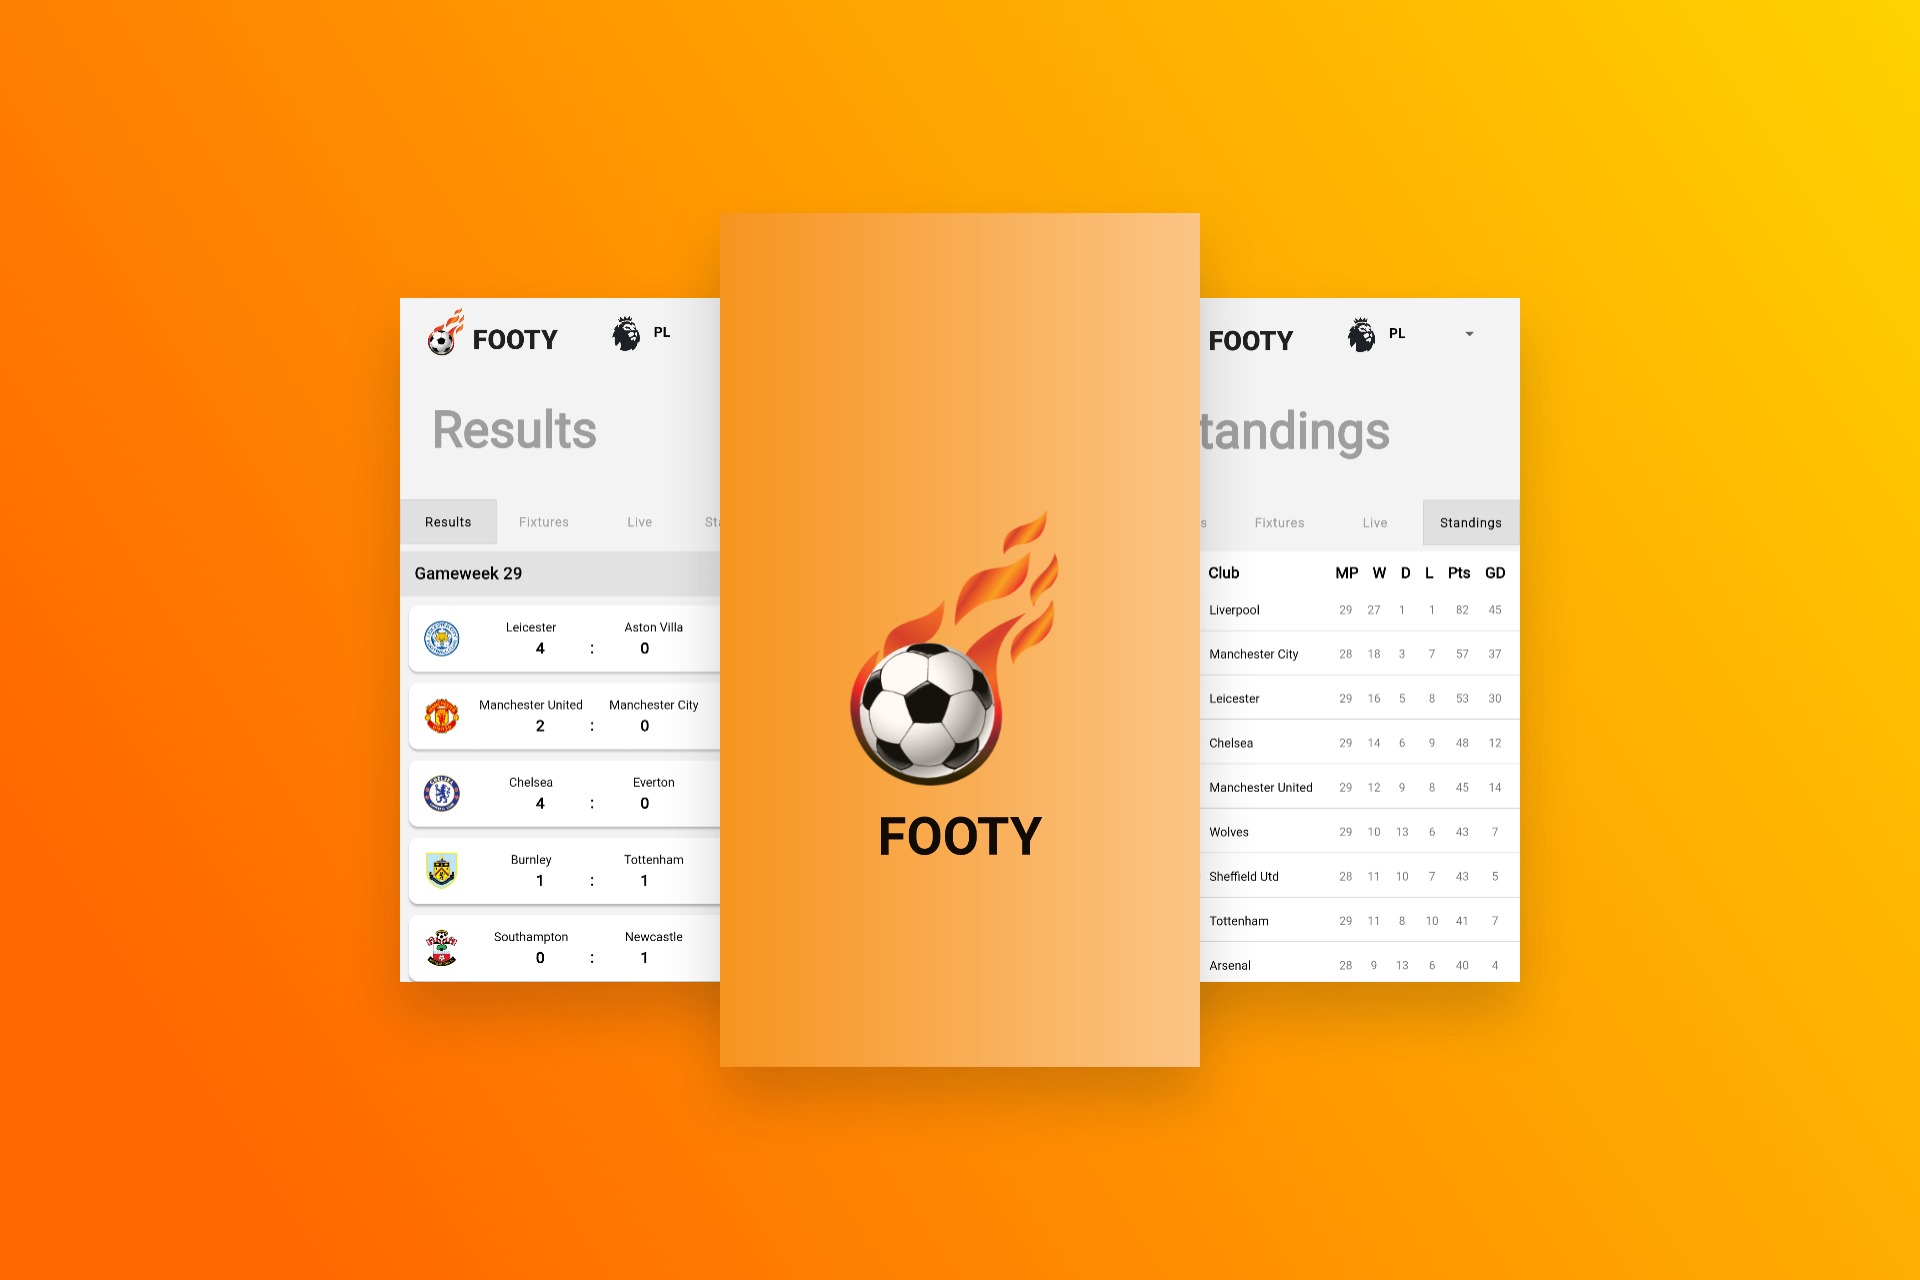 FOOTY PL
Results
Results Fixtures Live St
Gameweek 29
Leicester Aston Villa
4 : 0
Manchester United Manchester City
2 : 0
Chelsea Everton
4 : 0
Burnley Tottenham
1 : 1
Southampton Newcastle
0 : 1
FOOTY
FOOTY PL
tandings
s Fixtures Live Standings
Club MP W D L Pts GD
Liverpool 29 27 1 1 82 45
Manchester City 28 18 3 7 57 37
Leicester 29 16 5 8 53 30
Chelsea 29 14 6 9 48 12
Manchester United 29 12 9 8 45 14
Wolves 29 10 13 6 43 7
Sheffield Utd 28 11 10 7 43 5
Tottenham 29 11 8 10 41 7
Arsenal 28 9 13 6 40 4